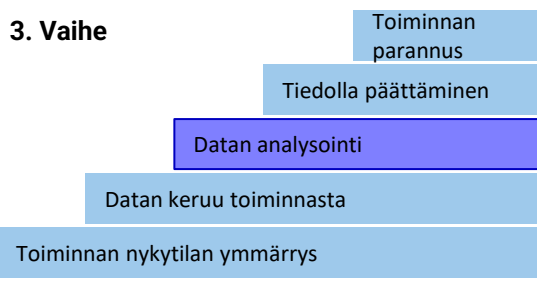 3. Vaihe
Toiminnan
parannus
Tiedolla päättäminen
Datan analysointi
Datan keruu toiminnasta
Toiminnan nykytilan ymmärrys